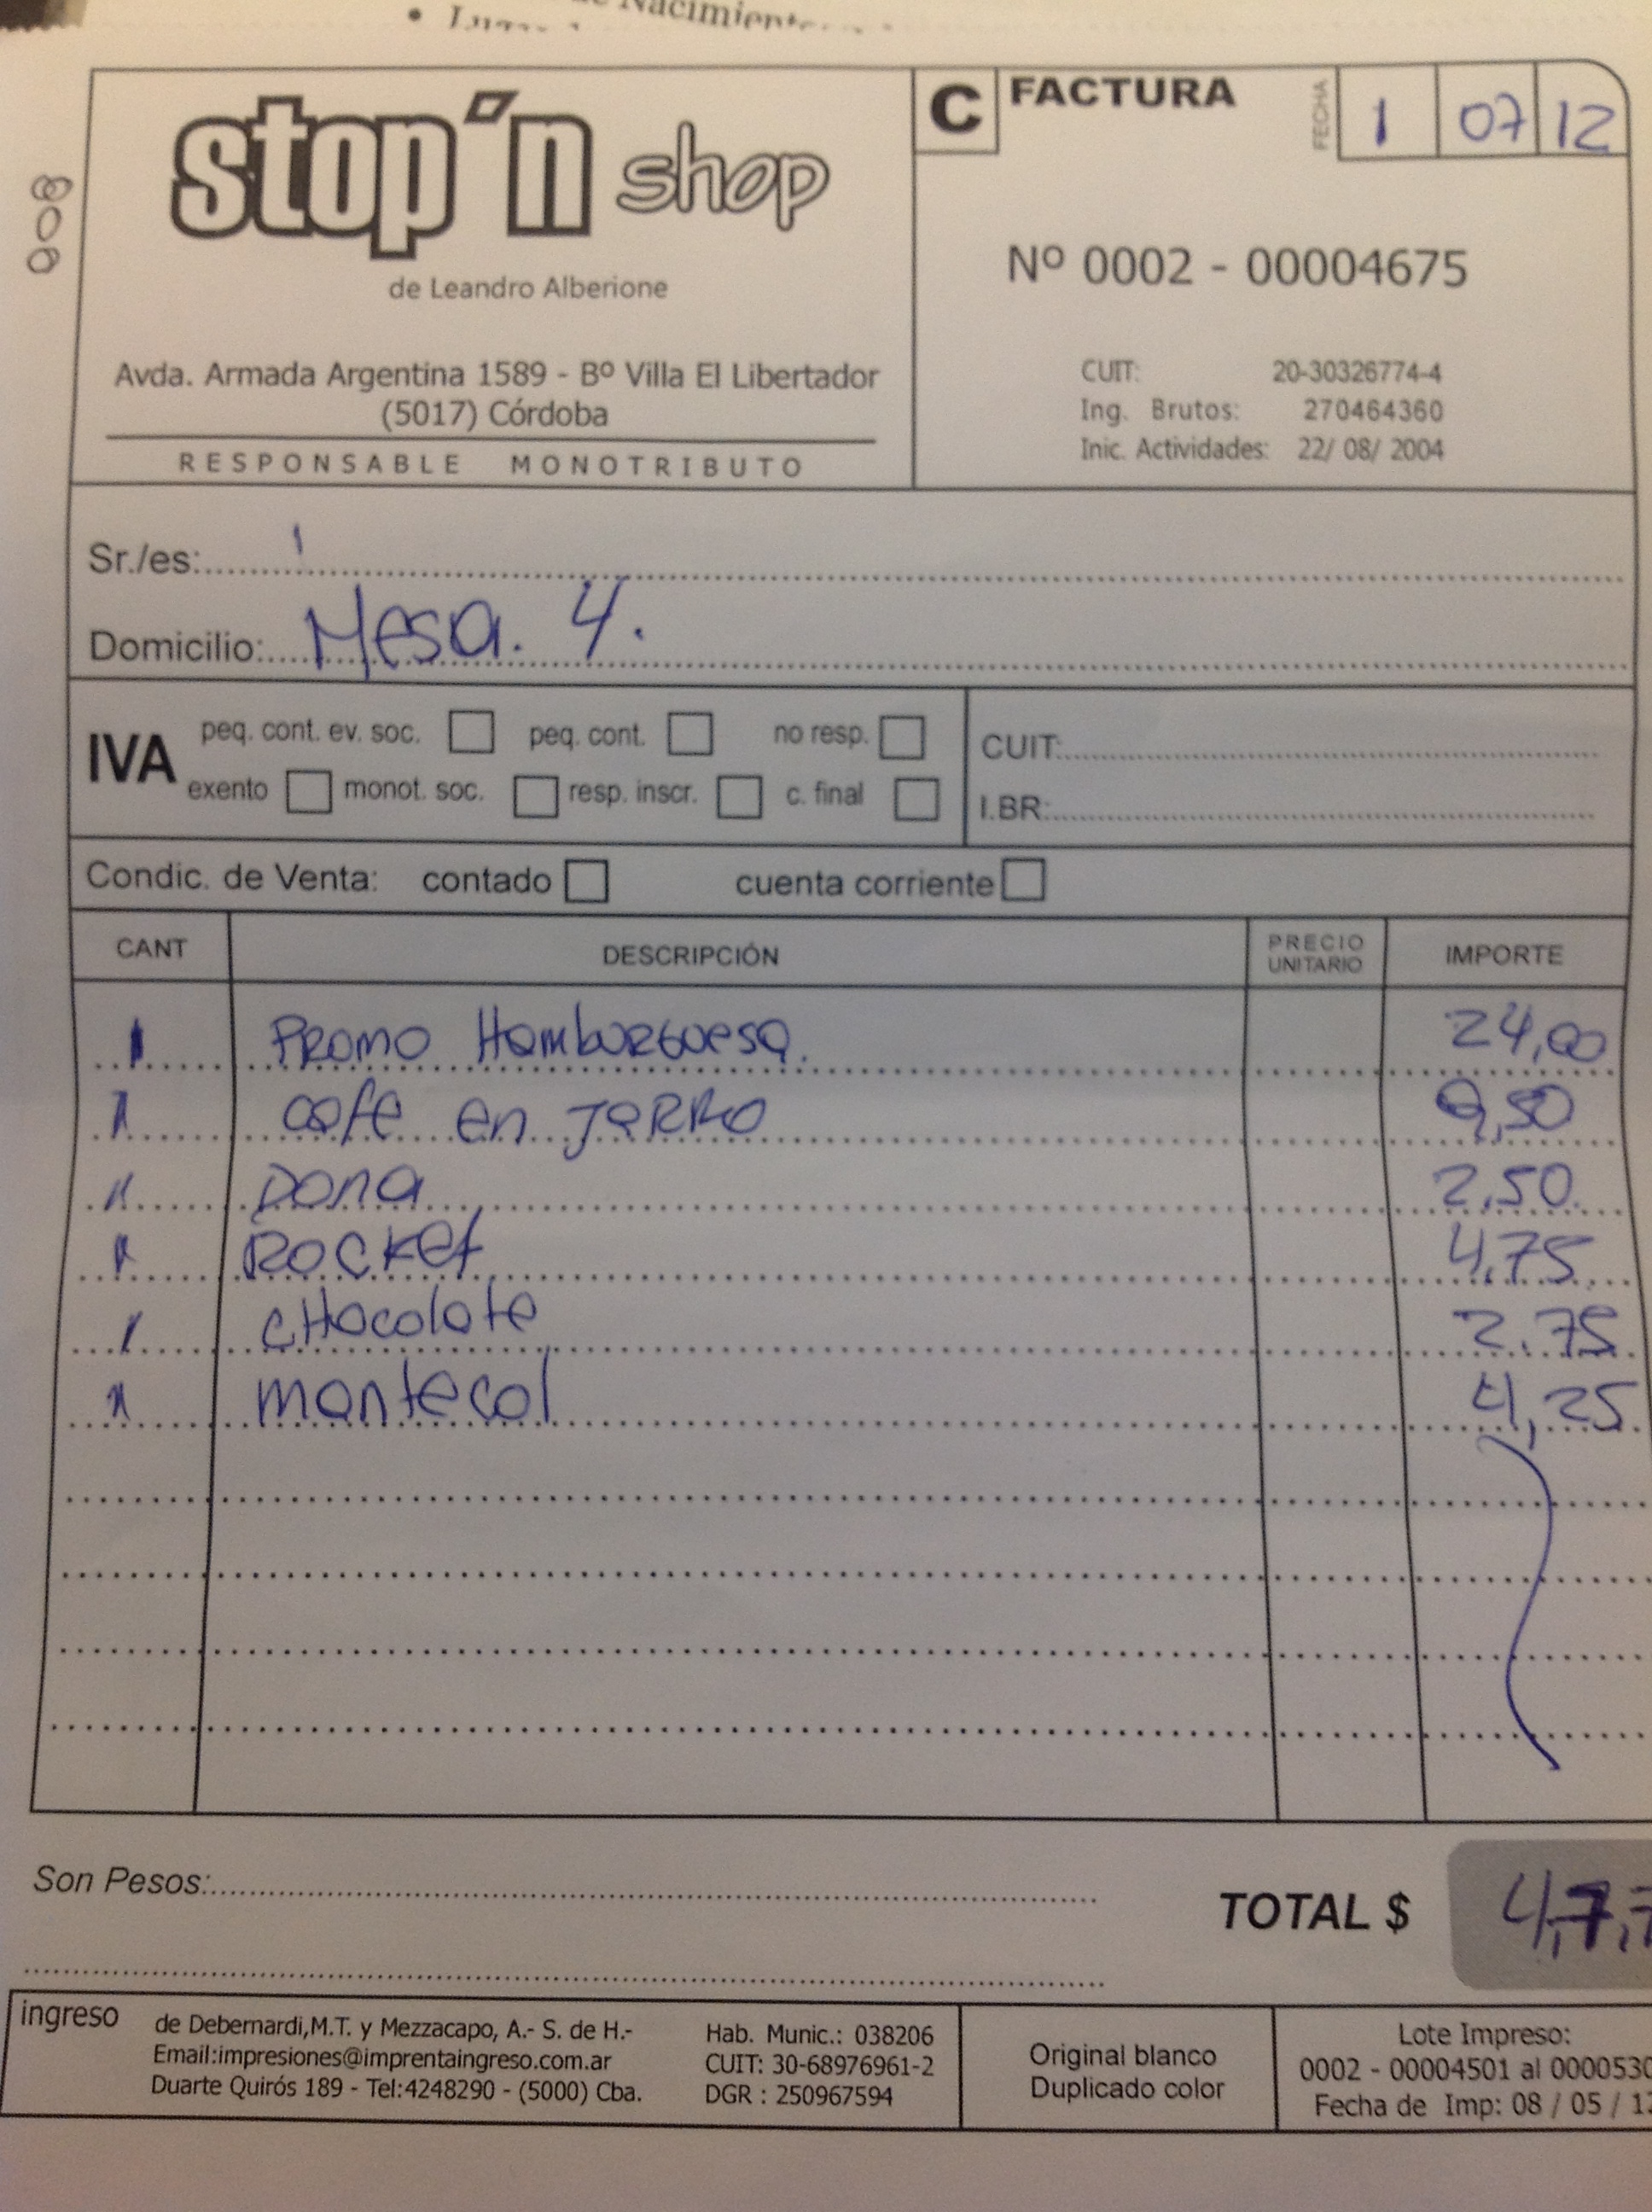 de Nacimiento
stop´n shop
de Leandro Alberione
Avda. Armada Argentina 1589 - Bº Villa El Libertador
(5017) Córdoba
RESPONSABLE MONOTRIBUTO
C FACTURA
FECHA 1 07 12
Nº 0002 - 00004675
CUIT: 20-30326774-4
Ing. Brutos: 270464360
Inic. Actividades: 22/ 08/ 2004
Sr./es:
Domicilio: Mesa. 4.
IVA peq. cont. ev. soc. peq. cont. no resp.
exento monot. soc. resp. inscr. c. final
CUIT:
I.BR:
Condic. de Venta: contado cuenta corriente
CANT DESCRIPCIÓN PRECIO UNITARIO IMPORTE
1 Promo Hamburguesa. 24,00
1 cafe en Jarro 9,50
1 Dona 2,50
1 Rocket 4,75
1 CHocolate 2.75
1 mantecol 4,25
Son Pesos:
TOTAL $ 47,7
ingreso
de Debernardi,M.T. y Mezzacapo, A.- S. de H.-
Email:impresiones@imprentaingreso.com.ar
Duarte Quirós 189 - Tel:4248290 - (5000) Cba.
Hab. Munic.: 038206
CUIT: 30-68976961-2
DGR : 250967594
Original blanco
Duplicado color
Lote Impreso:
0002 - 00004501 al 0000530
Fecha de Imp: 08 / 05 / 12